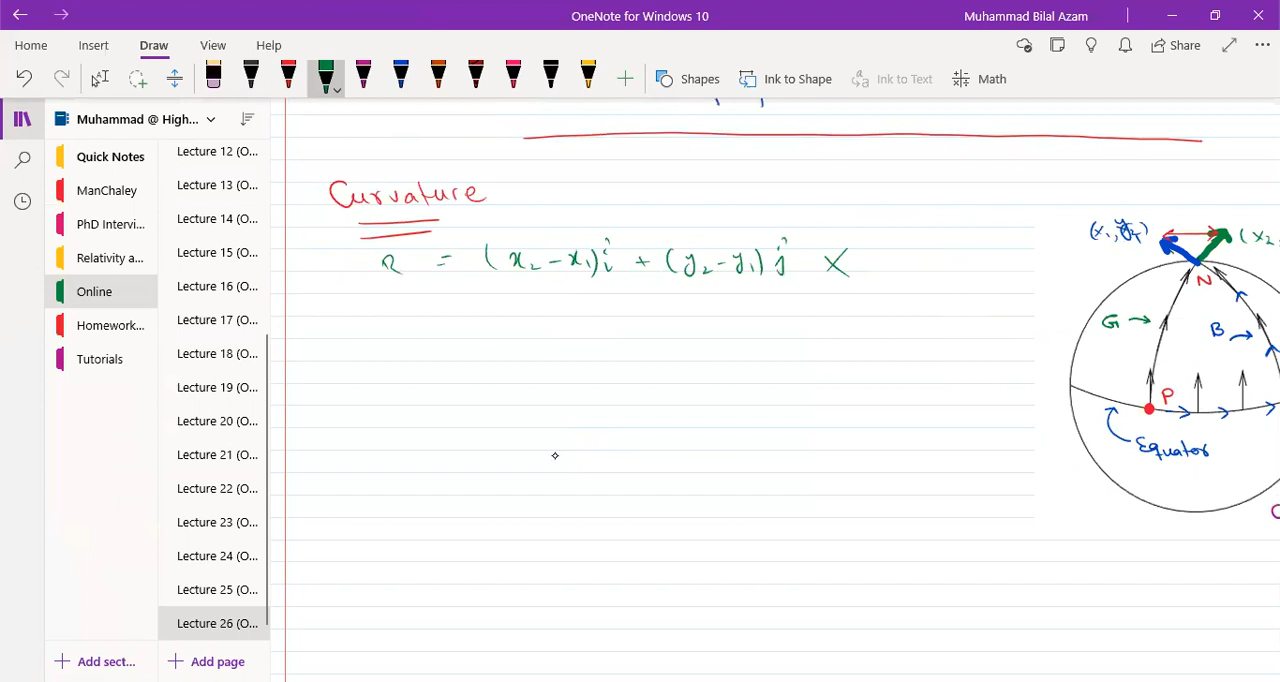 OneNote for Windows 10
Muhammad Bilal Azam
Home Insert Draw View Help
Share
Shapes Ink to Shape Ink to Text Math
Muhammad @ High...
Quick Notes
ManChaley
PhD Intervi...
Relativity a...
Online
Homework...
Tutorials
Add sect...
Lecture 12 (O...
Lecture 13 (O...
Lecture 14 (O...
Lecture 15 (O...
Lecture 16 (O...
Lecture 17 (O...
Lecture 18 (O...
Lecture 19 (O...
Lecture 20 (O...
Lecture 21 (O...
Lecture 22 (O...
Lecture 23 (O...
Lecture 24 (O...
Lecture 25 (O...
Lecture 26 (O...
Add page
Curvature
R = (x₂ - x₁)î + (y₂ - y₁)ĵ X
(x₂,
N
G
B
P
Equator